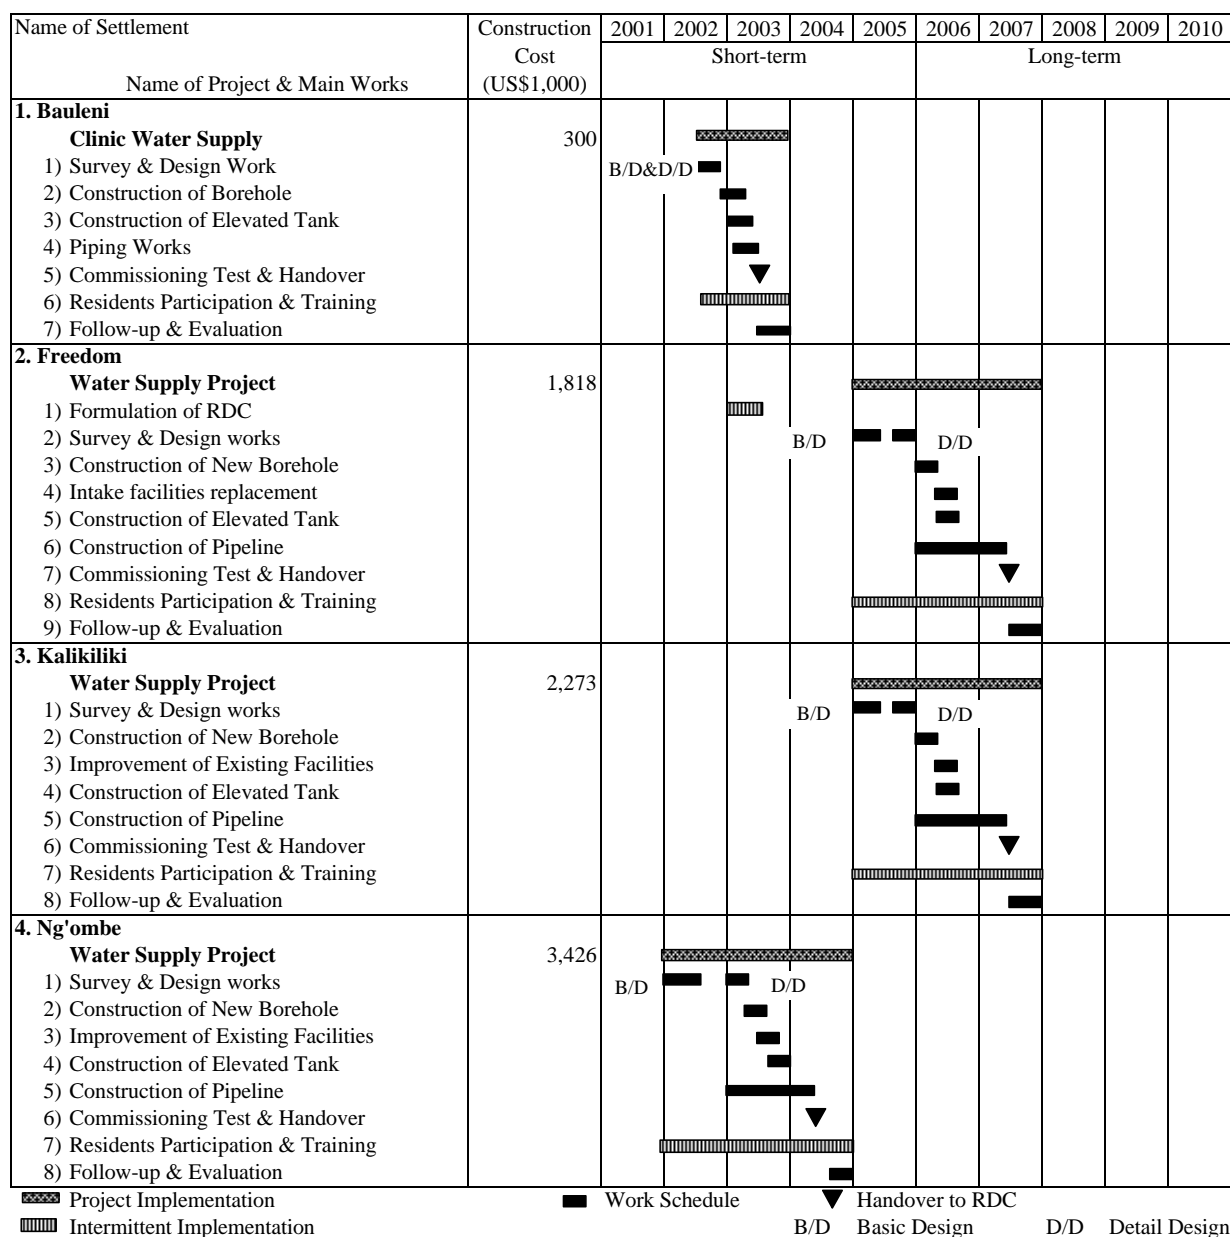 Name of Settlement Construction 2001 2002 2003 2004 2005 2006 2007 2008 2009 2010
Cost Short-term Long-term
Name of Project & Main Works (US$1,000)
1. Bauleni
Clinic Water Supply 300
1) Survey & Design Work B/D&D/D
2) Construction of Borehole
3) Construction of Elevated Tank
4) Piping Works
5) Commissioning Test & Handover
6) Residents Participation & Training
7) Follow-up & Evaluation
2. Freedom
Water Supply Project 1,818
1) Formulation of RDC
2) Survey & Design works B/D D/D
3) Construction of New Borehole
4) Intake facilities replacement
5) Construction of Elevated Tank
6) Construction of Pipeline
7) Commissioning Test & Handover
8) Residents Participation & Training
9) Follow-up & Evaluation
3. Kalikiliki
Water Supply Project 2,273
1) Survey & Design works B/D D/D
2) Construction of New Borehole
3) Improvement of Existing Facilities
4) Construction of Elevated Tank
5) Construction of Pipeline
6) Commissioning Test & Handover
7) Residents Participation & Training
8) Follow-up & Evaluation
4. Ng'ombe
Water Supply Project 3,426
1) Survey & Design works B/D D/D
2) Construction of New Borehole
3) Improvement of Existing Facilities
4) Construction of Elevated Tank
5) Construction of Pipeline
6) Commissioning Test & Handover
7) Residents Participation & Training
8) Follow-up & Evaluation
Project Implementation Work Schedule Handover to RDC
Intermittent Implementation B/D Basic Design D/D Detail Design